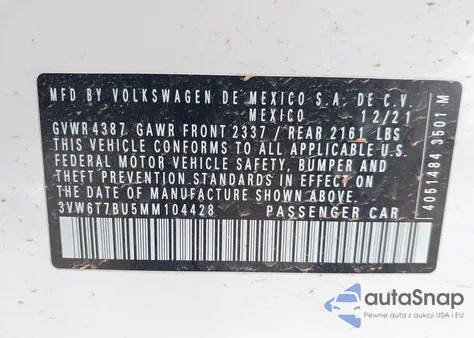 MFD BY VOLKSWAGEN DE MEXICO S.A. DE C.V.
MEXICO 12/21
GVWR 4387 GAWR FRONT 2337 / REAR 2161 LBS
THIS VEHICLE CONFORMS TO ALL APPLICABLE U.S.
FEDERAL MOTOR VEHICLE SAFETY, BUMPER AND
THEFT PREVENTION STANDARDS IN EFFECT ON THE
DATE OF MANUFACTURE SHOWN ABOVE.
3VW6T7BU5MM104428 PASSENGER CAR
4051484 3501 M
autoSnap
Pewne auta z aukcji USA i EU